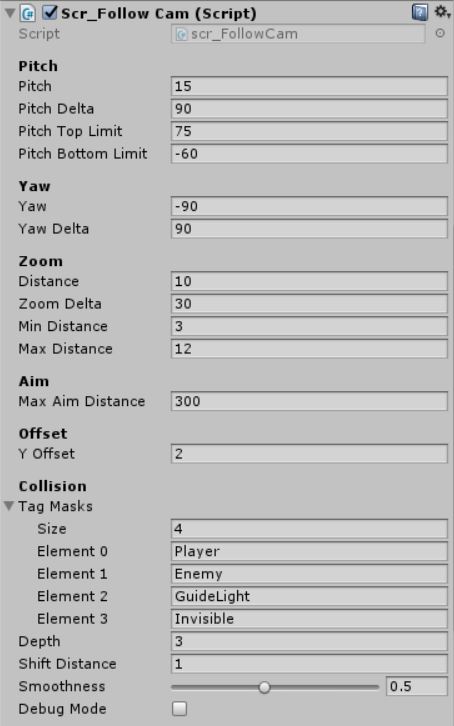 Scr_Follow Cam (Script)
Script scr_FollowCam
Pitch
Pitch 15
Pitch Delta 90
Pitch Top Limit 75
Pitch Bottom Limit -60
Yaw
Yaw -90
Yaw Delta 90
Zoom
Distance 10
Zoom Delta 30
Min Distance 3
Max Distance 12
Aim
Max Aim Distance 300
Offset
Y Offset 2
Collision
Tag Masks
Size 4
Element 0 Player
Element 1 Enemy
Element 2 GuideLight
Element 3 Invisible
Depth 3
Shift Distance 1
Smoothness 0.5
Debug Mode